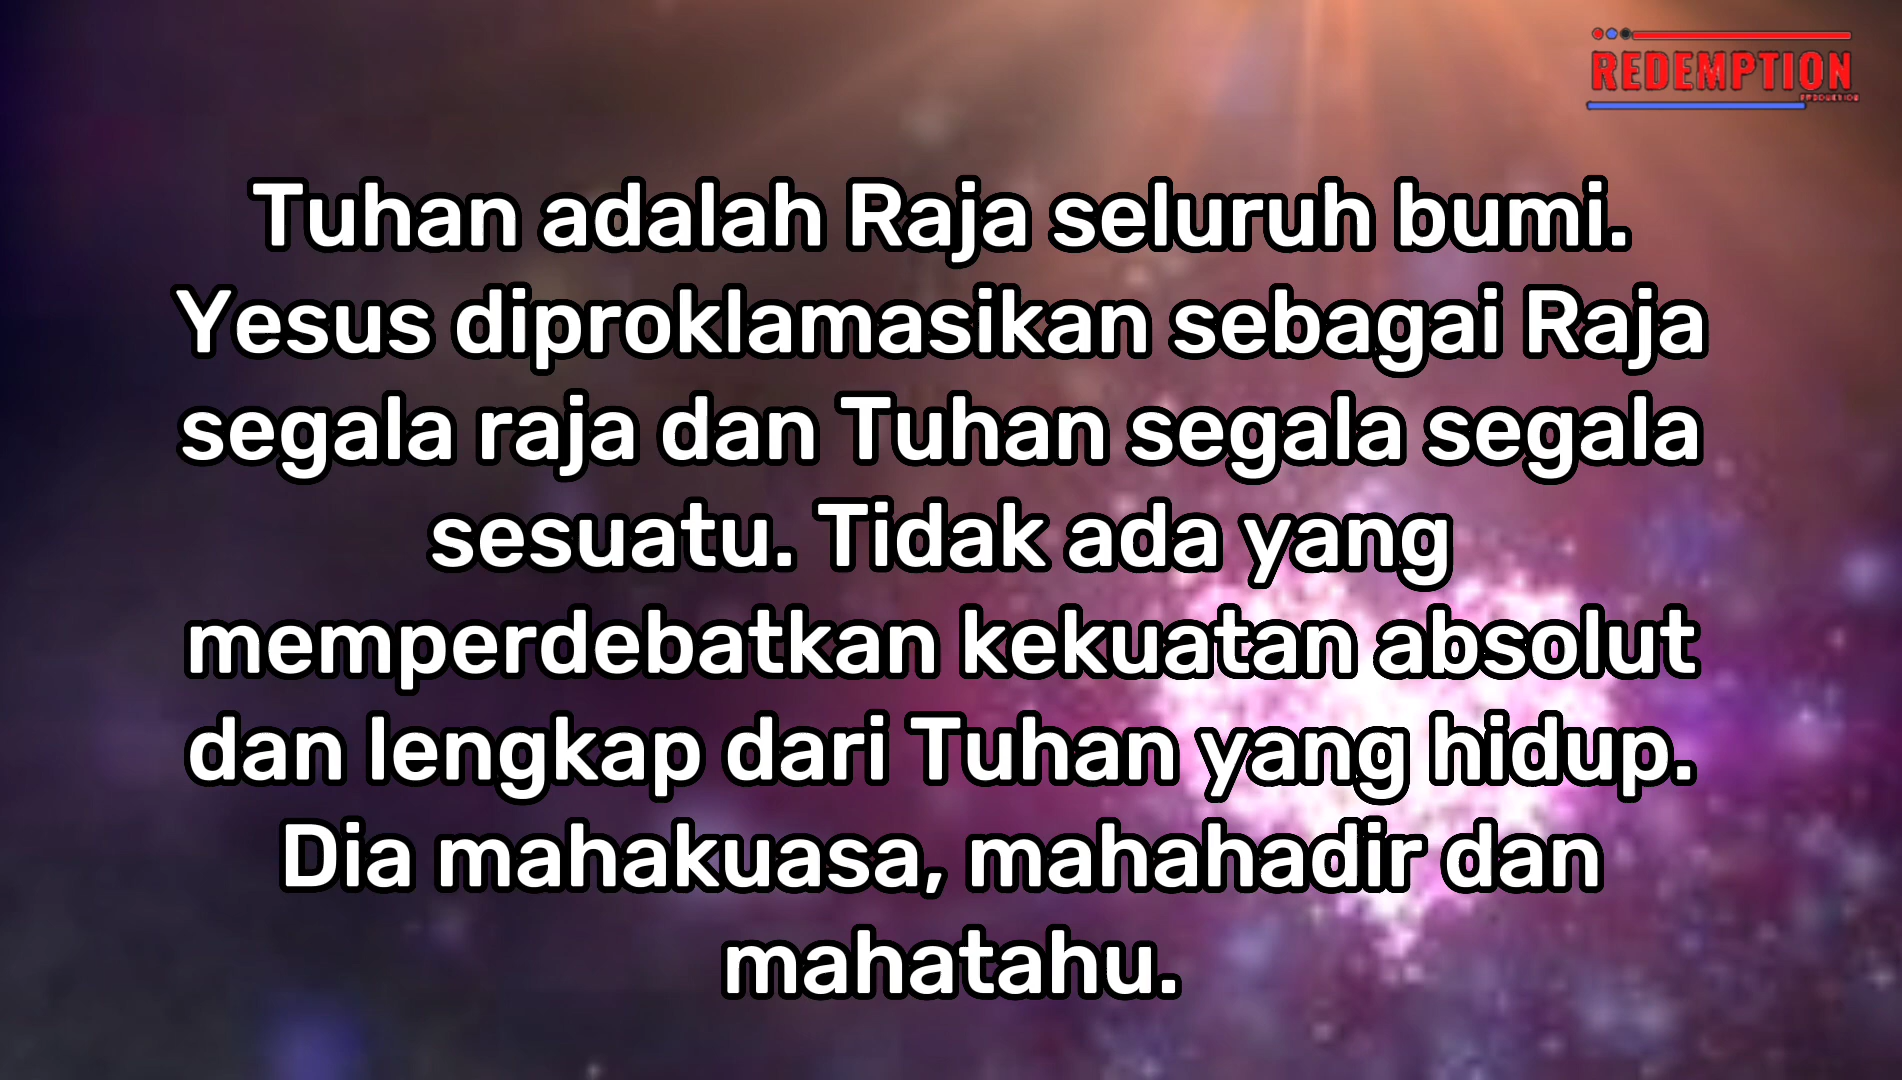 REDEMPTION
PRODUCTION
Tuhan adalah Raja seluruh bumi.
Yesus diproklamasikan sebagai Raja
segala raja dan Tuhan segala segala
sesuatu. Tidak ada yang
memperdebatkan kekuatan absolut
dan lengkap dari Tuhan yang hidup.
Dia mahakuasa, mahahadir dan
mahatahu.